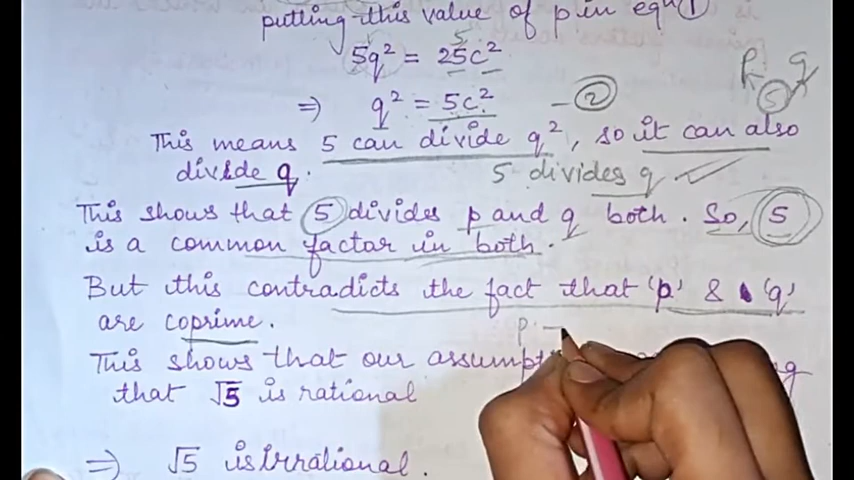 putting this value of p in eqⁿ ①
5q² = 25c²
5
p q
5
⇒ q² = 5c² - ②
This means 5 can divide q², so it can also
divide q. 5 divides q
This shows that 5 divides p and q both. So, 5
is a common factor in both.
But this contradicts the fact that 'p' & 'q'
are coprime. p
This shows that our
that √5 is rational
⇒ √5 is irrational.